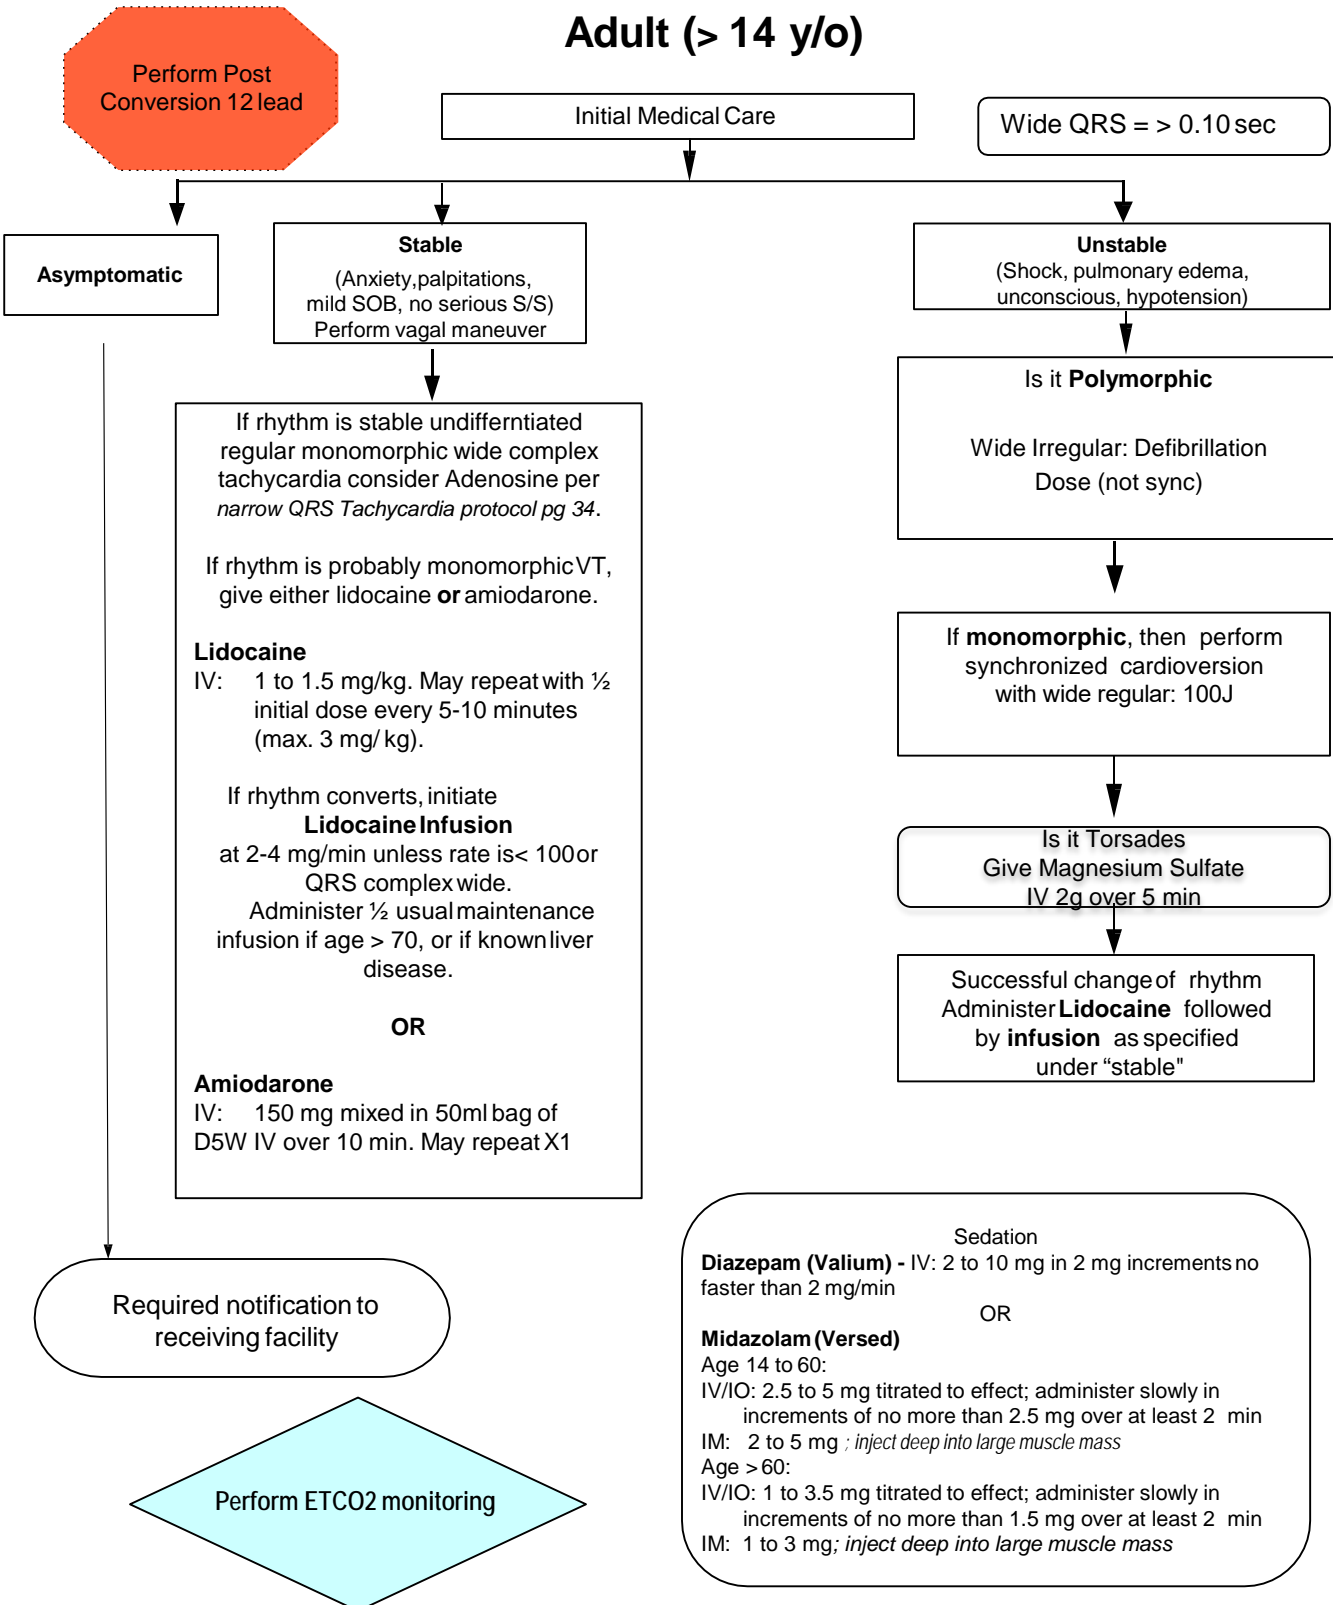 Adult (> 14 y/o)
Perform Post
Conversion 12 lead
Initial Medical Care
Wide QRS = > 0.10 sec
Asymptomatic
Stable
(Anxiety,palpitations,
mild SOB, no serious S/S)
Perform vagal maneuver
Unstable
(Shock, pulmonary edema,
unconscious, hypotension)
If rhythm is stable undifferntiated
regular monomorphic wide complex
tachycardia consider Adenosine per
narrow QRS Tachycardia protocol pg 34.
If rhythm is probably monomorphic VT,
give either lidocaine or amiodarone.
Lidocaine
IV: 1 to 1.5 mg/kg. May repeat with ½
initial dose every 5-10 minutes
(max. 3 mg/ kg).
If rhythm converts, initiate
Lidocaine Infusion
at 2-4 mg/min unless rate is< 100 or
QRS complex wide.
Administer ½ usual maintenance
infusion if age > 70, or if known liver
disease.
OR
Amiodarone
IV: 150 mg mixed in 50ml bag of
D5W IV over 10 min. May repeat X1
Is it Polymorphic
Wide Irregular: Defibrillation
Dose (not sync)
If monomorphic, then perform
synchronized cardioversion
with wide regular: 100J
Is it Torsades
Give Magnesium Sulfate
IV 2g over 5 min
Successful change of rhythm
Administer Lidocaine followed
by infusion as specified
under “stable"
Required notification to
receiving facility
Perform ETCO2 monitoring
Sedation
Diazepam (Valium) - IV: 2 to 10 mg in 2 mg increments no
faster than 2 mg/min
OR
Midazolam (Versed)
Age 14 to 60:
IV/IO: 2.5 to 5 mg titrated to effect; administer slowly in
increments of no more than 2.5 mg over at least 2 min
IM: 2 to 5 mg ; inject deep into large muscle mass
Age > 60:
IV/IO: 1 to 3.5 mg titrated to effect; administer slowly in
increments of no more than 1.5 mg over at least 2 min
IM: 1 to 3 mg; inject deep into large muscle mass